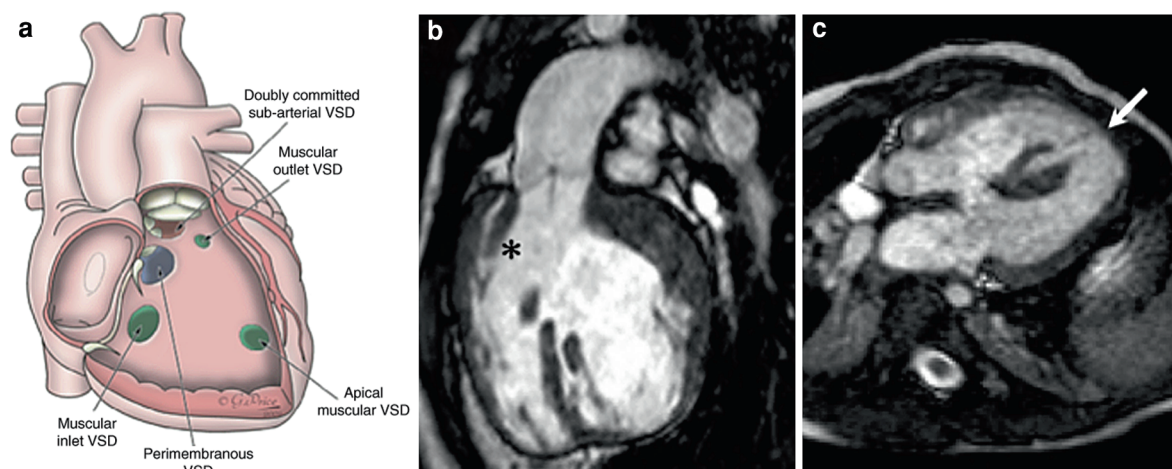 a
Doubly committed
sub-arterial VSD
Muscular
outlet VSD
Muscular
inlet VSD
Perimembranous
VSD
Apical
muscular VSD
b
*
c